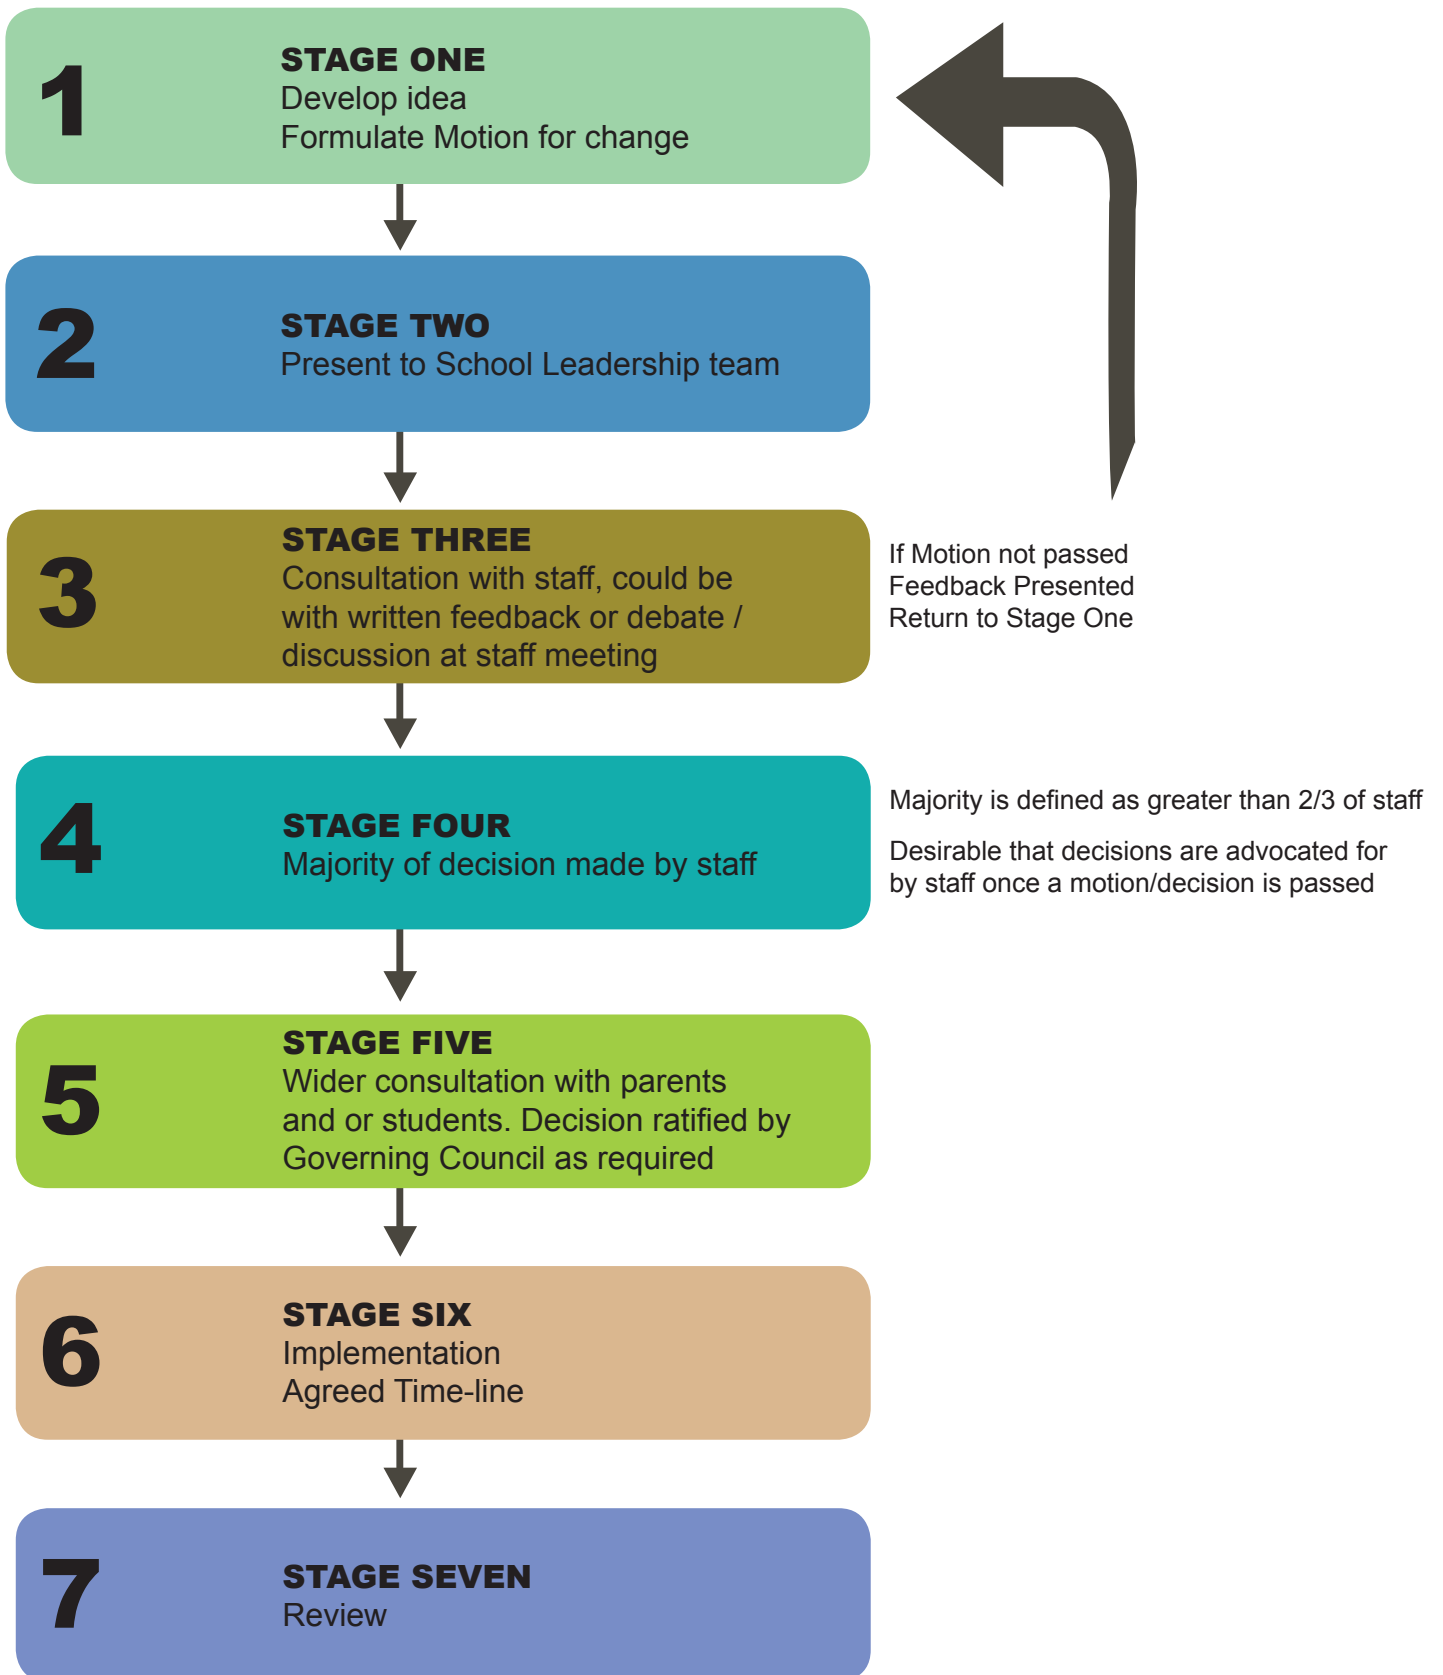 1
STAGE ONE
Develop idea
Formulate Motion for change
2
STAGE TWO
Present to School Leadership team
3
STAGE THREE
Consultation with staff, could be
with written feedback or debate /
discussion at staff meeting
If Motion not passed
Feedback Presented
Return to Stage One
4
STAGE FOUR
Majority of decision made by staff
Majority is defined as greater than 2/3 of staff
Desirable that decisions are advocated for
by staff once a motion/decision is passed
5
STAGE FIVE
Wider consultation with parents
and or students. Decision ratified by
Governing Council as required
6
STAGE SIX
Implementation
Agreed Time-line
7
STAGE SEVEN
Review